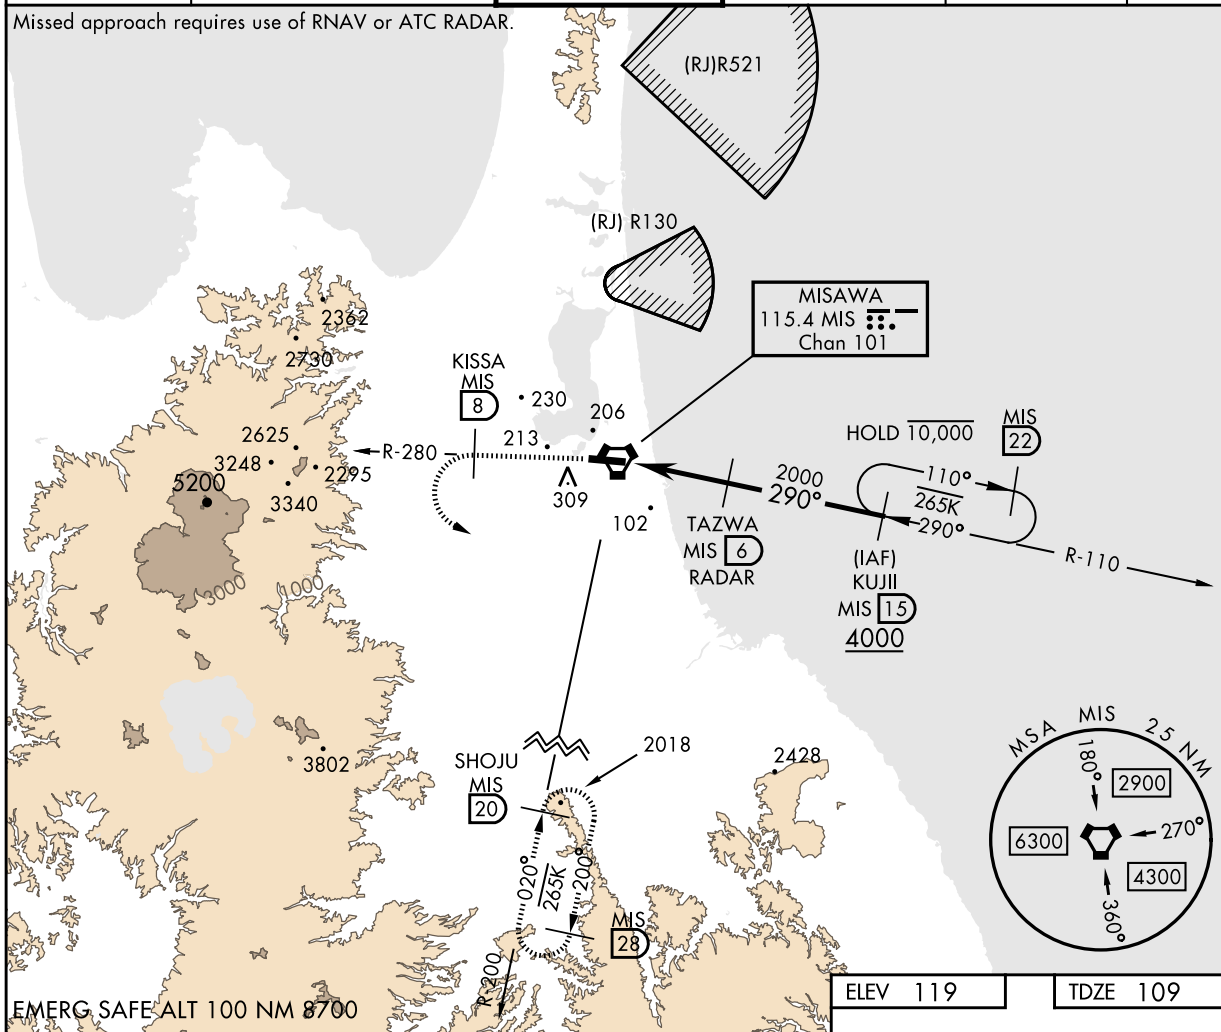 Missed approach requires use of RNAV or ATC RADAR.
(RJ)R521
(RJ) R130
MISAWA
115.4 MIS
Chan 101
2362
2730
KISSA
MIS
8
230
206
213
R-280
309
102
2625
3248
2295
5200
3340
3000
1000
HOLD 10,000
MIS
22
110°
265K
290°
R-110
2000
290°
TAZWA
MIS 6
RADAR
(IAF)
KUJII
MIS 15
4000
3802
SHOJU
MIS
20
2018
2428
020°
265K
200°
MIS
28
R-200
MSA MIS 25 NM
180°
2900
270°
6300
4300
360°
EMERG SAFE ALT 100 NM 8700
ELEV 119
TDZE 109